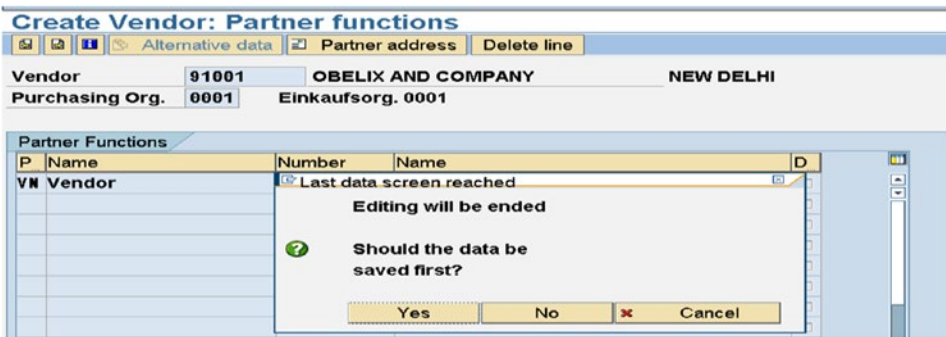 Create Vendor: Partner functions
Alternative data Partner address Delete line
Vendor 91001 OBELIX AND COMPANY NEW DELHI
Purchasing Org. 0001 Einkaufsorg. 0001
Partner Functions
P.. Name Number Name D
VN Vendor
Last data screen reached
Editing will be ended
Should the data be
saved first?
Yes No Cancel